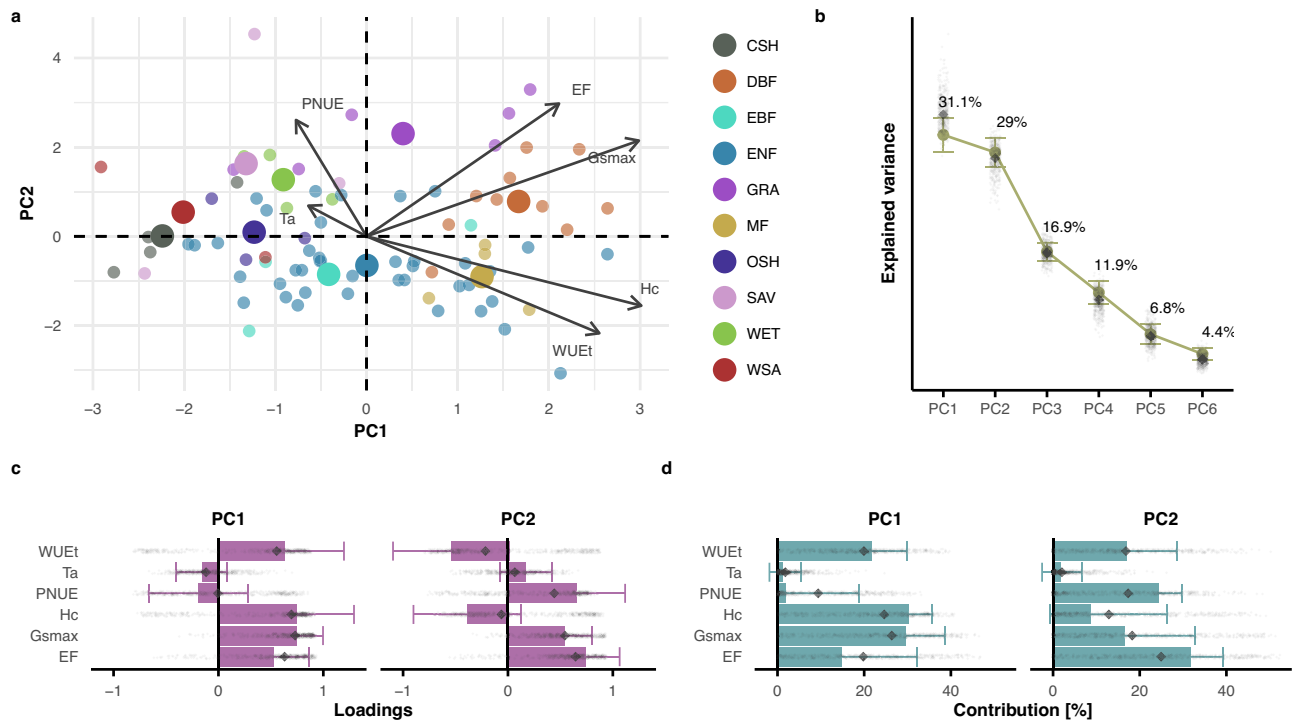 a
PC2
4
2
0
−2
−3
−2
−1
0
1
2
3
PC1
PNUE
EF
Gsmax
Ta
Hc
WUEt
CSH
DBF
EBF
ENF
GRA
MF
OSH
SAV
WET
WSA
b
Explained variance
31.1%
29%
16.9%
11.9%
6.8%
4.4%
PC1 PC2 PC3 PC4 PC5 PC6
c
PC1 PC2
WUEt
Ta
PNUE
Hc
Gsmax
EF
−1 0 1 −1 0 1
Loadings
d
PC1 PC2
WUEt
Ta
PNUE
Hc
Gsmax
EF
0 20 40 0 20 40
Contribution [%]